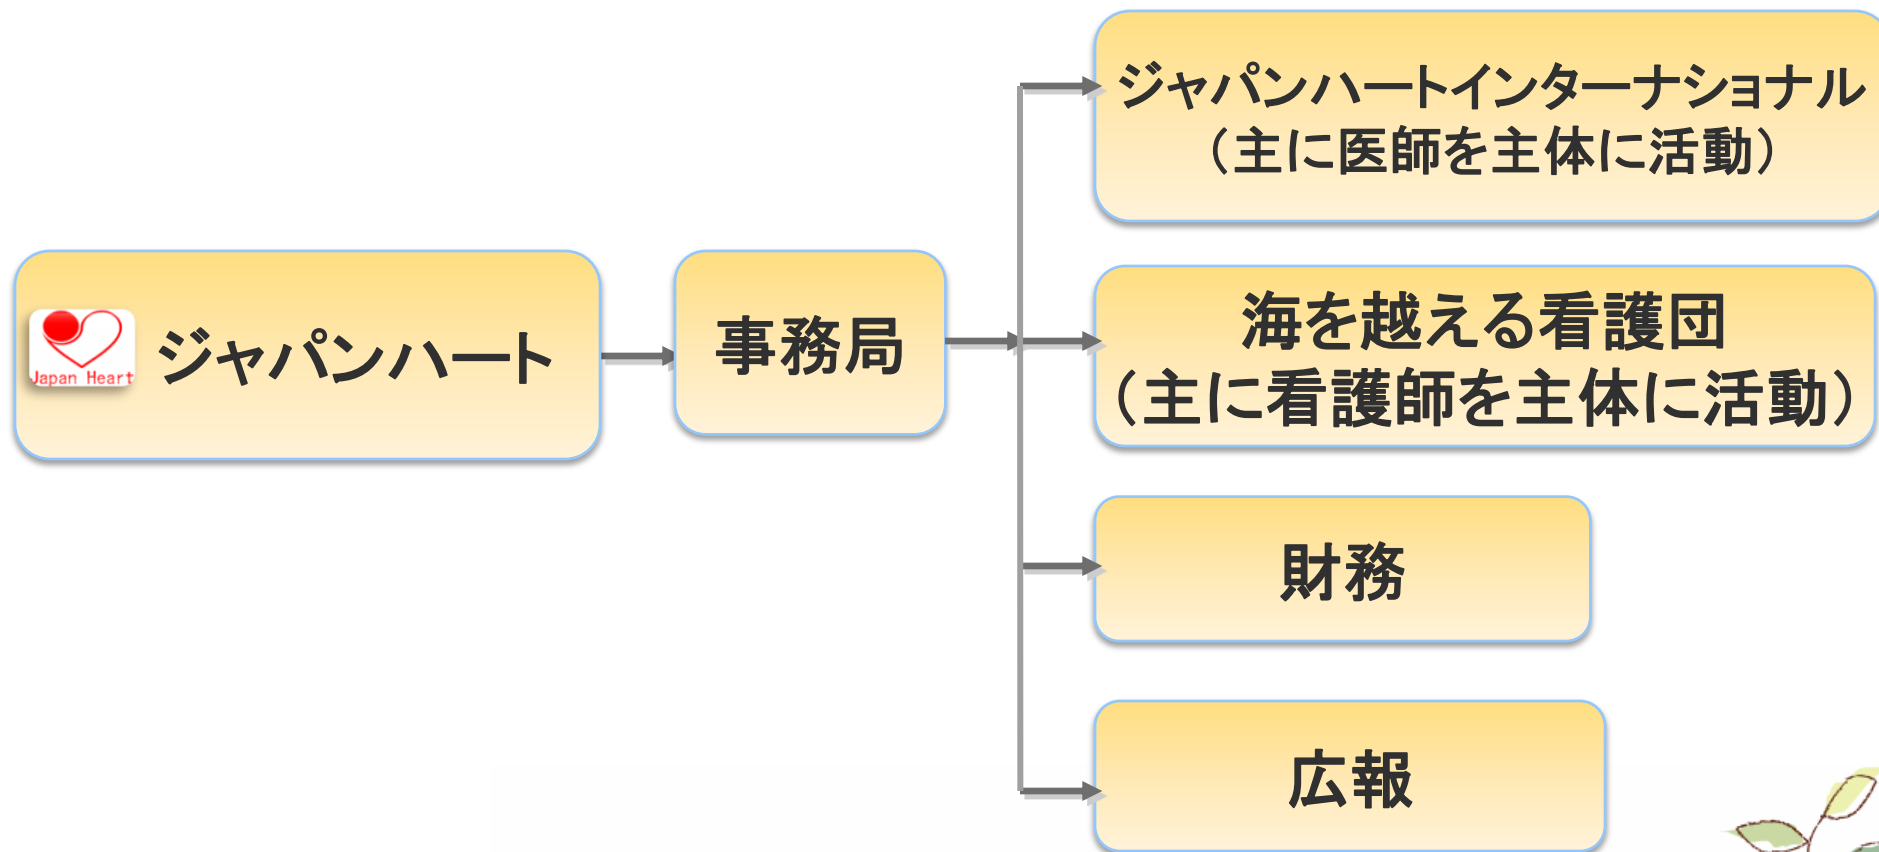 ジャパンハートインターナショナル
（主に医師を主体に活動）
Japan Heart
ジャパンハート
事務局
海を越える看護団
（主に看護師を主体に活動）
財務
広報